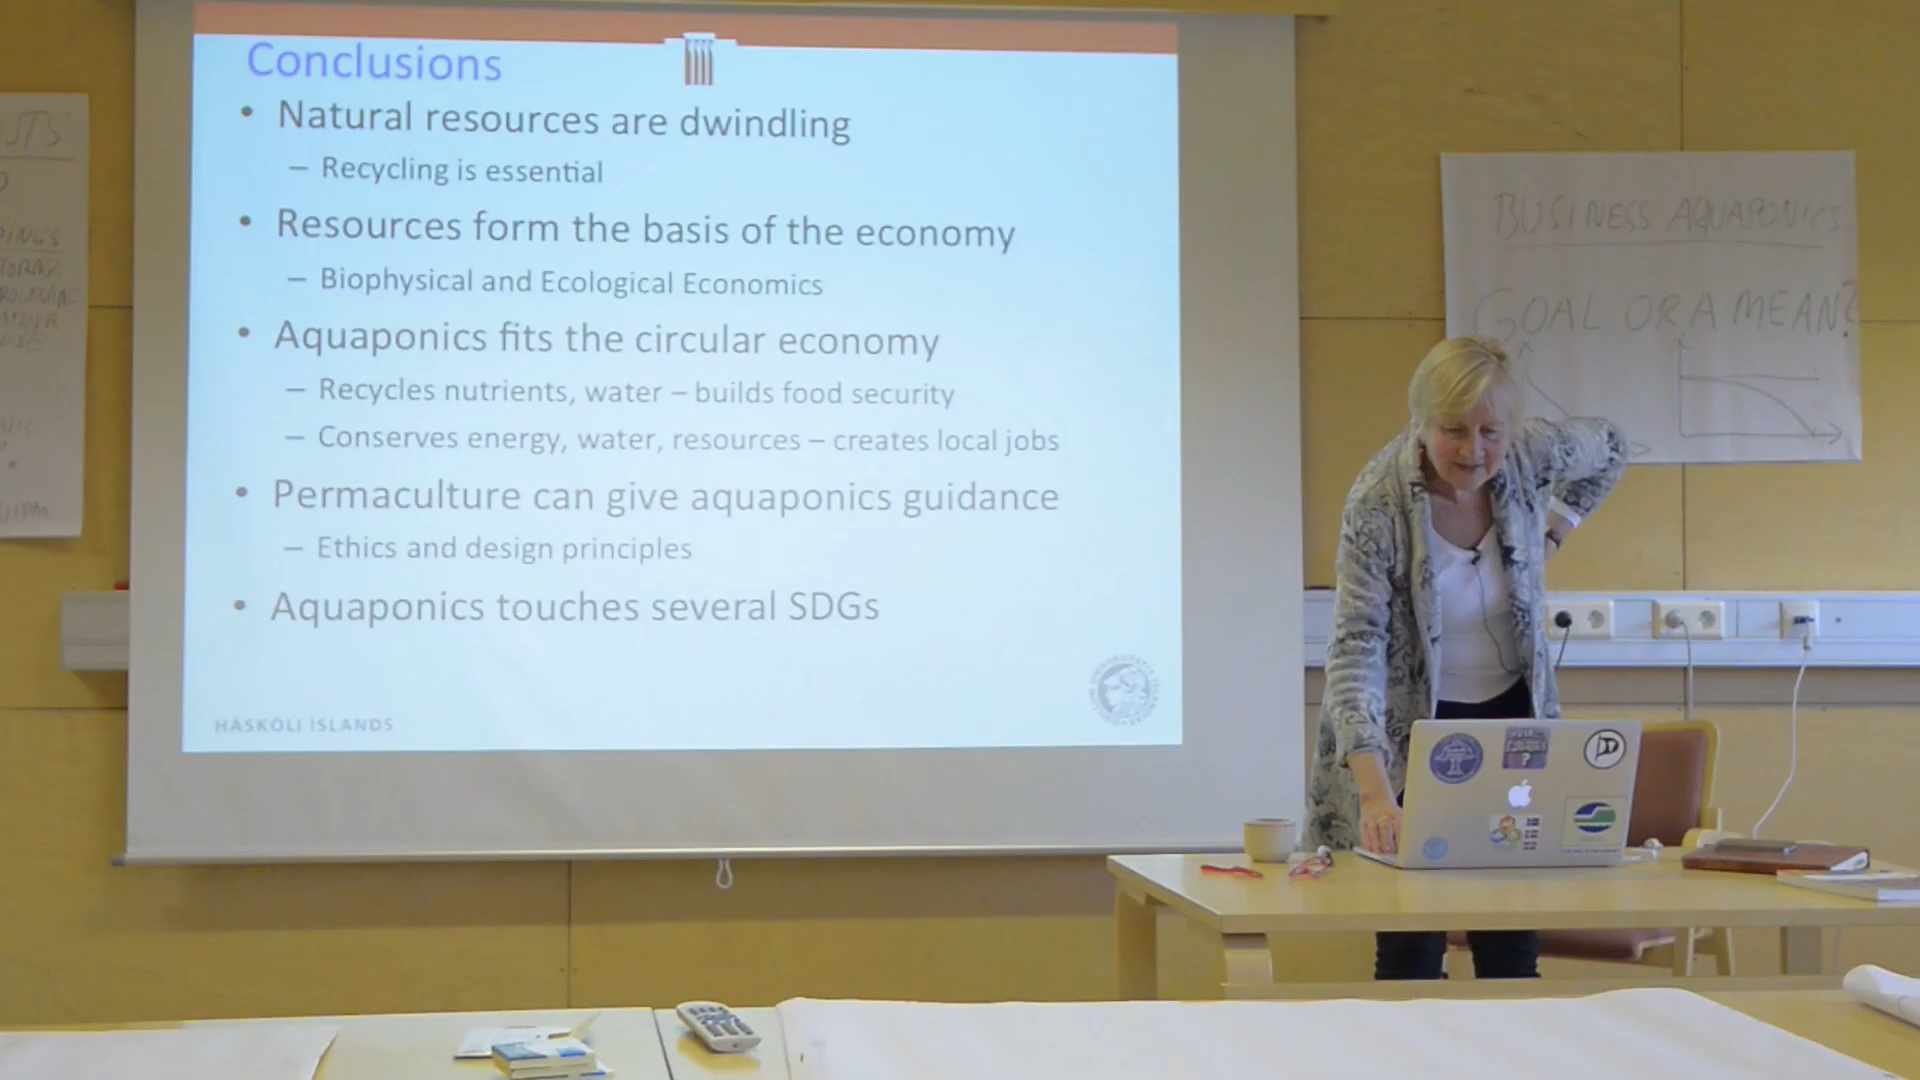 Conclusions
• Natural resources are dwindling
– Recycling is essential
• Resources form the basis of the economy
– Biophysical and Ecological Economics
• Aquaponics fits the circular economy
– Recycles nutrients, water – builds food security
– Conserves energy, water, resources – creates local jobs
• Permaculture can give aquaponics guidance
– Ethics and design principles
• Aquaponics touches several SDGs
HÁSKÓLI ÍSLANDS
BUSINESS AQUAPONICS
GOAL OR A MEAN?